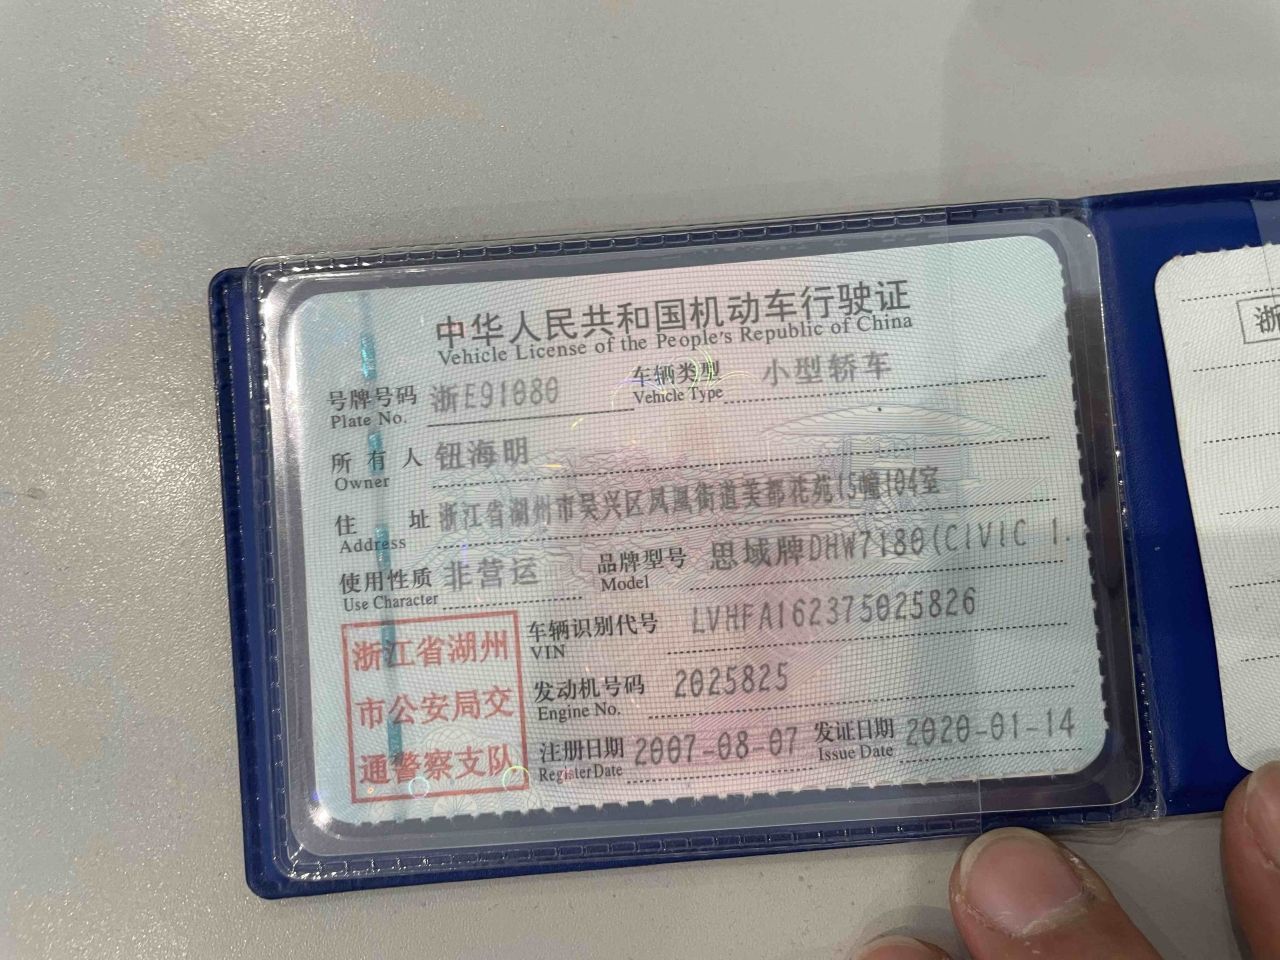 中华人民共和国机动车行驶证
Vehicle License of the People's Republic of China
号牌号码 浙E91080 车辆类型 小型轿车
Plate No. Vehicle Type
所有人 钮海明
Owner
住址 浙江省湖州市吴兴区凤凰街道美都花苑15幢104室
Address
使用性质 非营运 品牌型号 思域牌DHW7180(CIVIC 1.
Use Character Model
车辆识别代号 LVHFA162375025826
VIN
发动机号码 2025825
Engine No.
注册日期 2007-08-07 发证日期 2020-01-14
Register Date Issue Date
浙江省湖州
市公安局交
通警察支队
浙